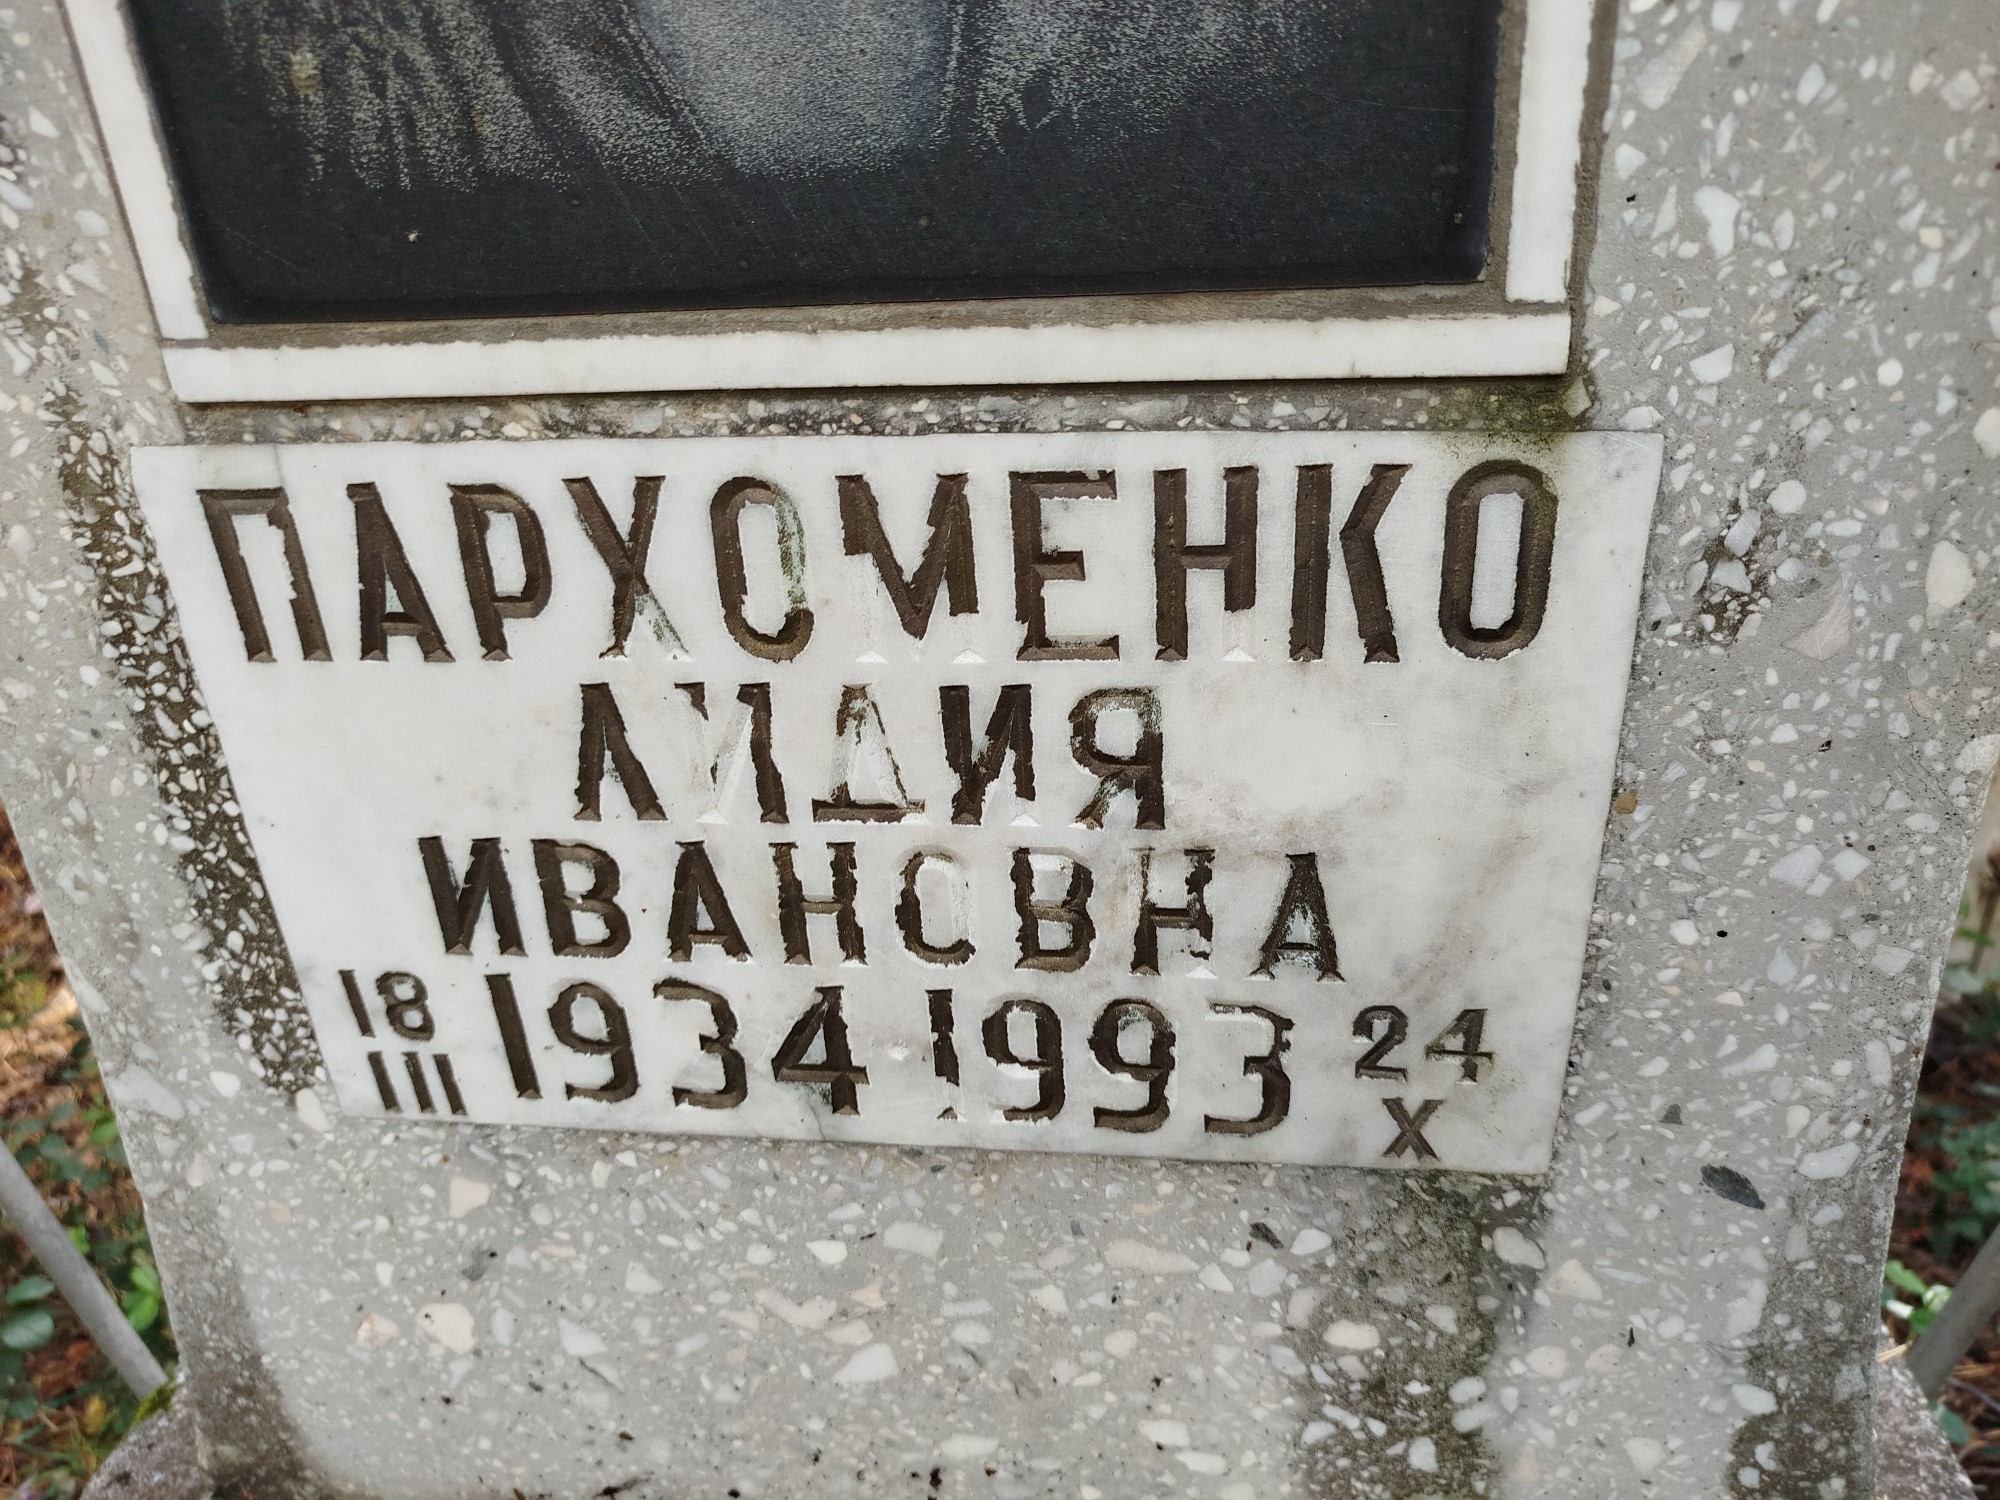 ПАРХОМЕНКО
ЛИДИЯ
ИВАНОВНА
18 III 1934 1993 24 X